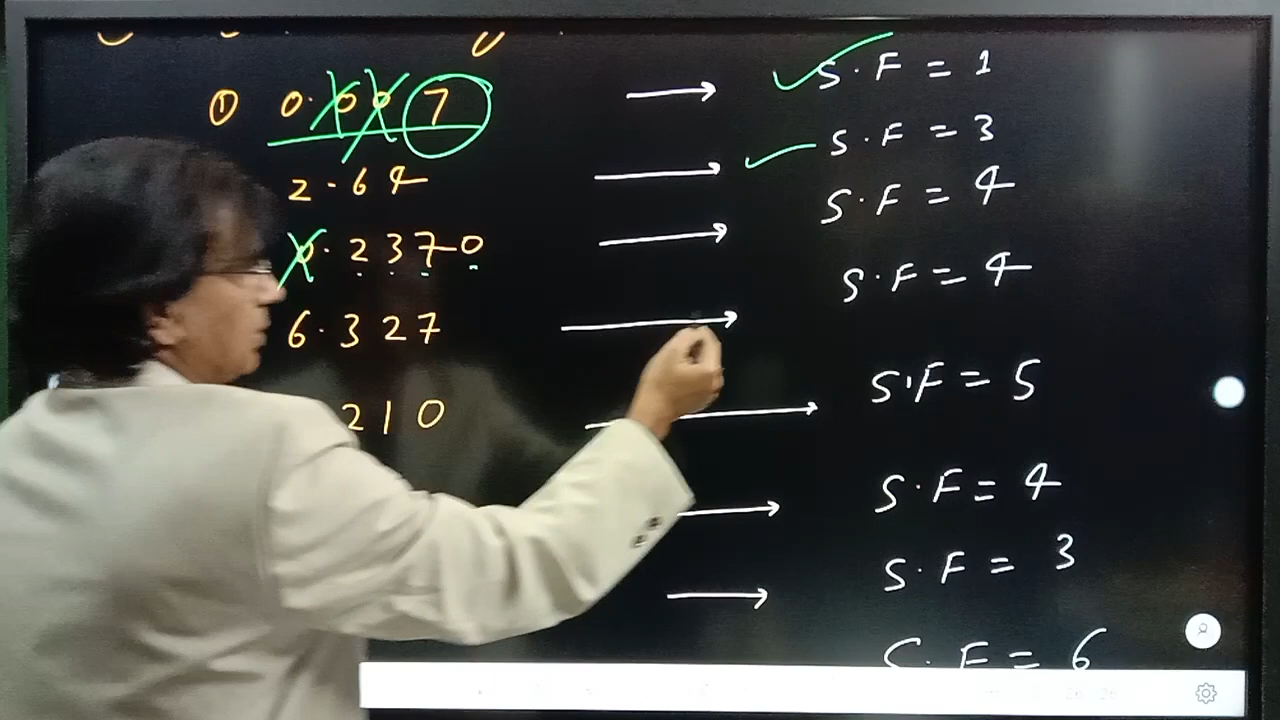 ① 0.007 → S.F = 1
2.64 → S.F = 3
0.2370 → S.F = 4
6.327 → S.F = 4
210 → S.F = 5
→ S.F = 4
→ S.F = 3
S.F = 6